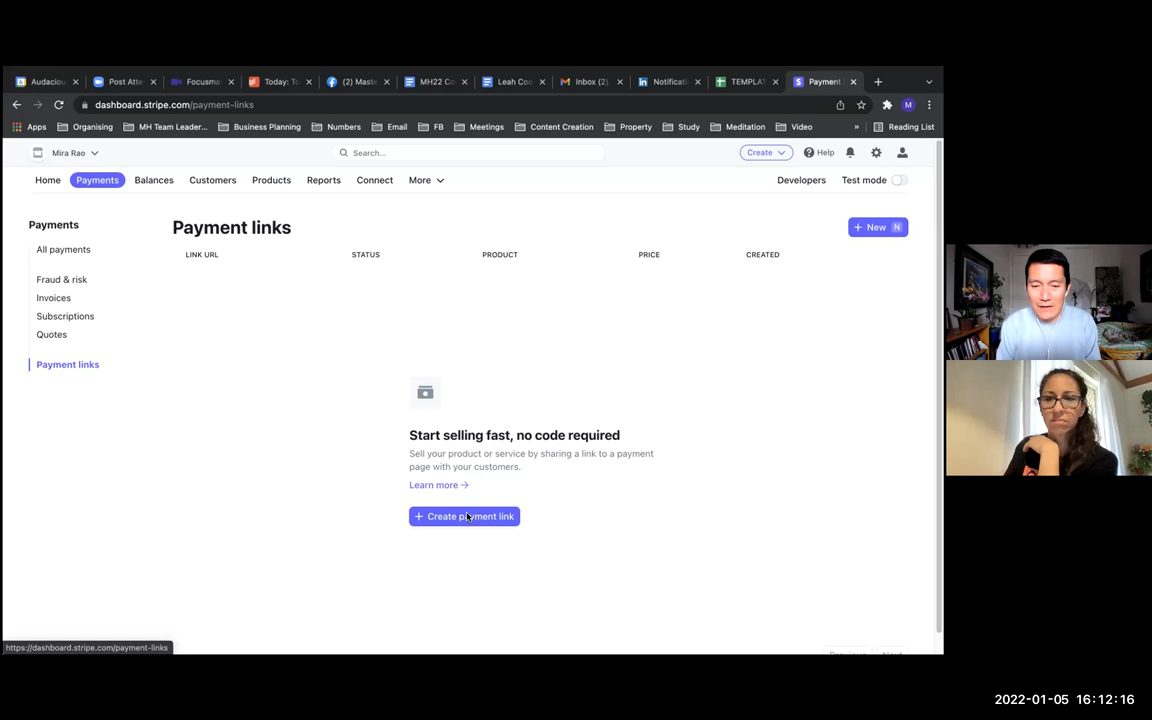 Audaciou
Post Atte
Focusma
Today: To
(2) Maste
MH22 Co
Leah Coo
Inbox (2)
Notificati
TEMPLAT
Payment
dashboard.stripe.com/payment-links
M
Apps
Organising
MH Team Leader...
Business Planning
Numbers
Email
FB
Meetings
Content Creation
Property
Study
Meditation
Video
»
Reading List
Mira Rao
Search...
Create
Help
Home
Payments
Balances
Customers
Products
Reports
Connect
More
Developers
Test mode
Payments
All payments
Fraud & risk
Invoices
Subscriptions
Quotes
Payment links
Payment links
+ New N
LINK URL
STATUS
PRODUCT
PRICE
CREATED
Start selling fast, no code required
Sell your product or service by sharing a link to a payment
page with your customers.
Learn more →
+ Create payment link
https://dashboard.stripe.com/payment-links
2022-01-05 16:12:16